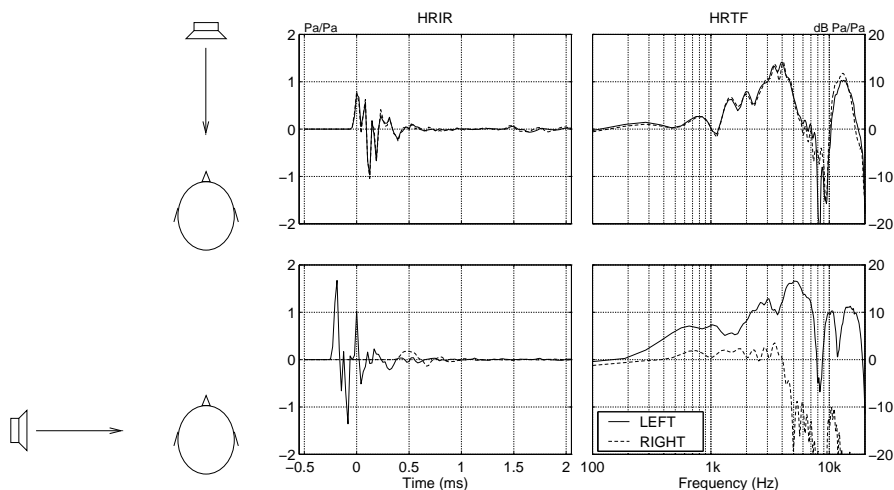 HRIR HRTF
Pa/Pa dB Pa/Pa
2 20
1 10
0 0
−1 −10
−2 −20
2 20
1 10
0 0
−1 −10
−2 −20
LEFT
RIGHT
−0.5 0 0.5 1 1.5 2 100 1k 10k
Time (ms) Frequency (Hz)